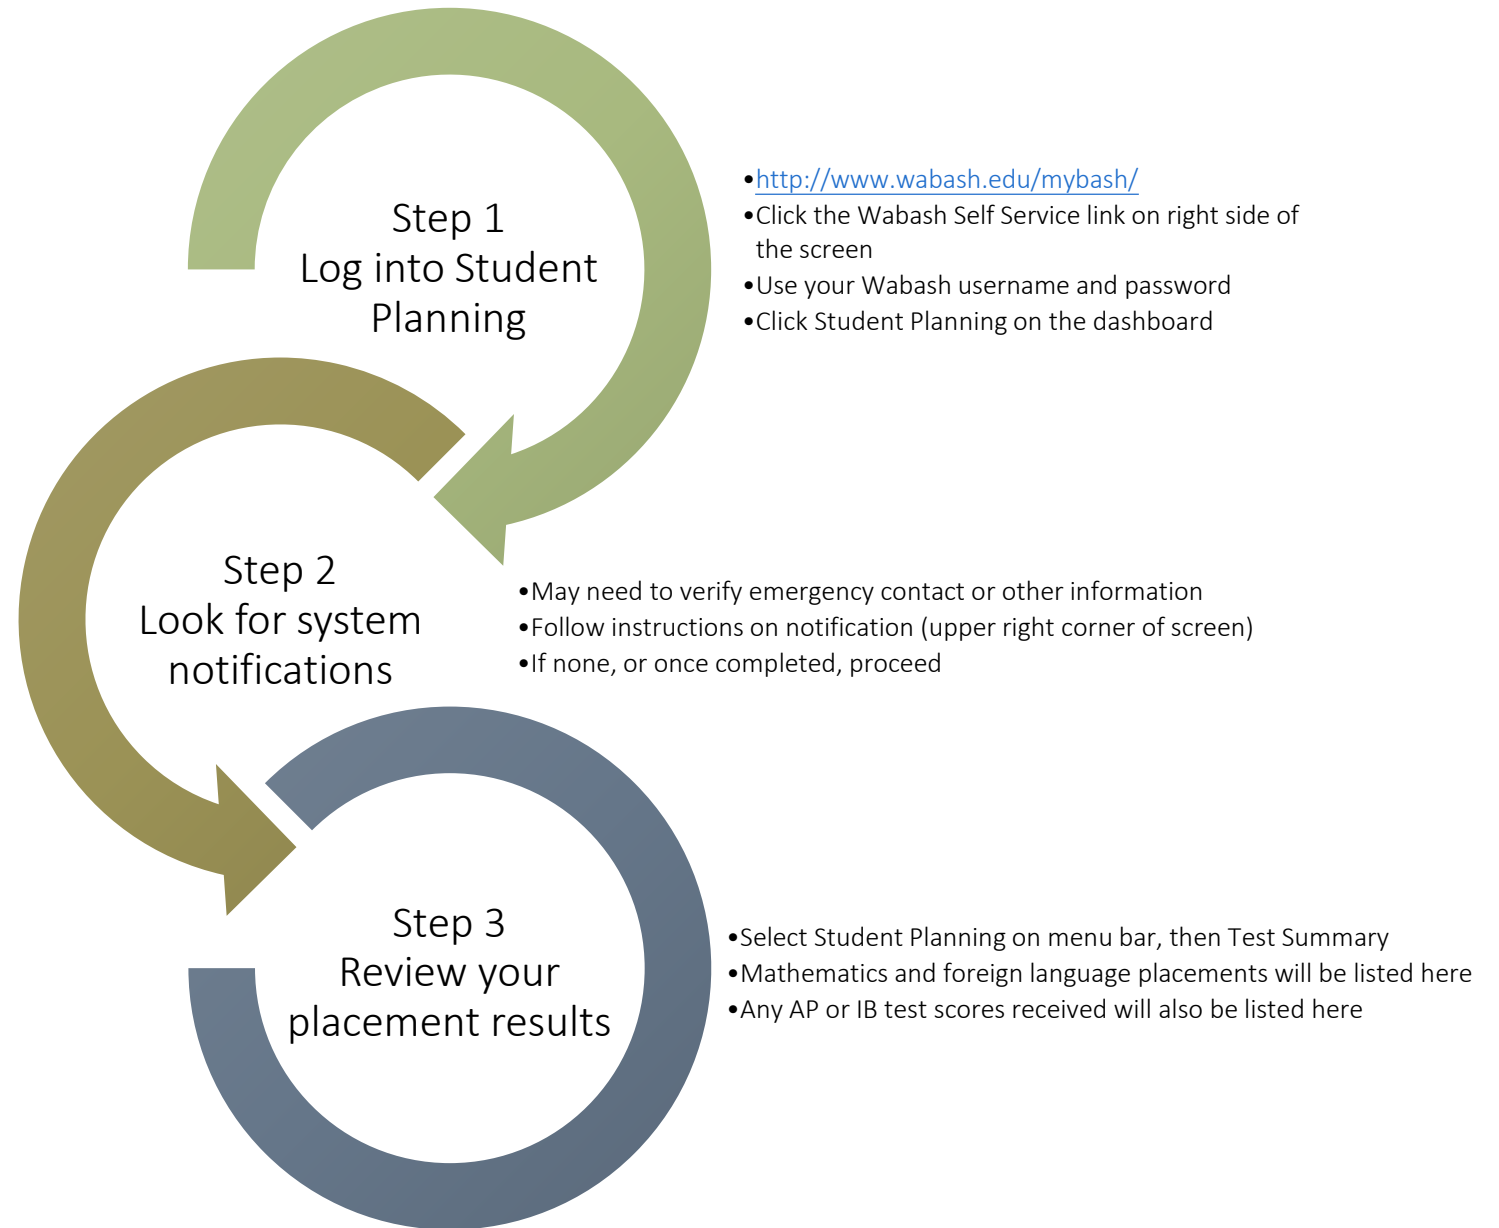 Step 1
Log into Student
Planning
•http://www.wabash.edu/mybash/
•Click the Wabash Self Service link on right side of
the screen
•Use your Wabash username and password
•Click Student Planning on the dashboard
Step 2
Look for system
notifications
•May need to verify emergency contact or other information
•Follow instructions on notification (upper right corner of screen)
•If none, or once completed, proceed
Step 3
Review your
placement results
•Select Student Planning on menu bar, then Test Summary
•Mathematics and foreign language placements will be listed here
•Any AP or IB test scores received will also be listed here